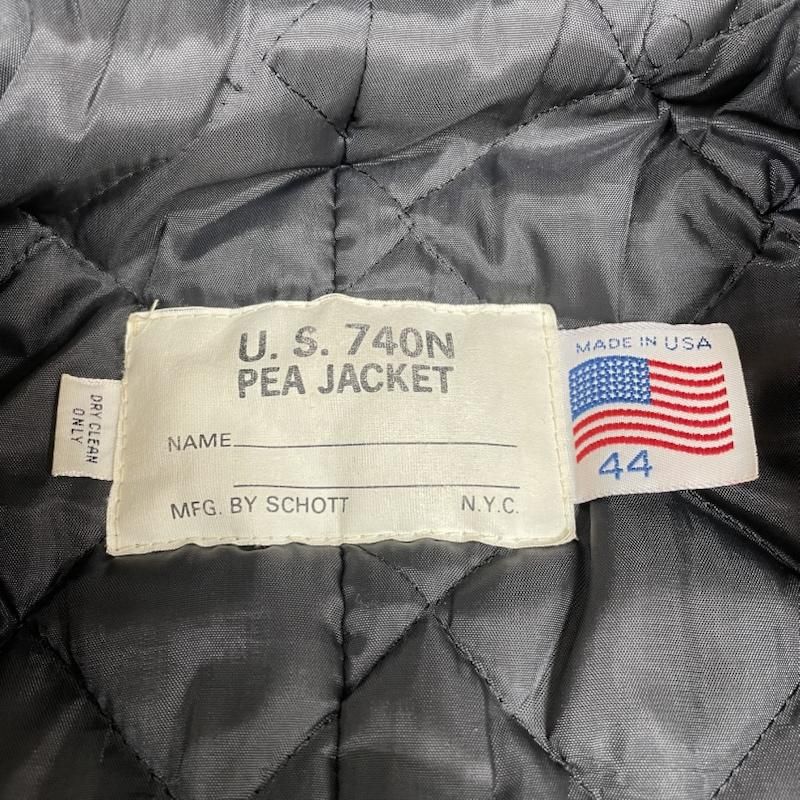 U. S. 740N
PEA JACKET
NAME
MFG. BY SCHOTT N.Y.C.
DRY CLEAN
ONLY
MADE IN USA
44